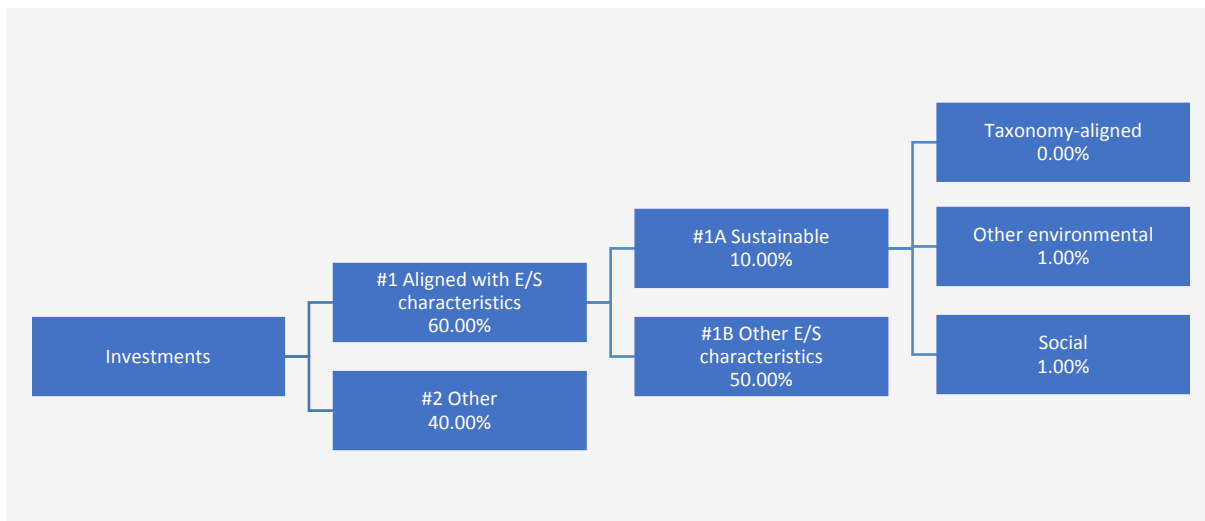 Investments
#1 Aligned with E/S
characteristics
60.00%
#2 Other
40.00%
#1A Sustainable
10.00%
#1B Other E/S
characteristics
50.00%
Taxonomy-aligned
0.00%
Other environmental
1.00%
Social
1.00%